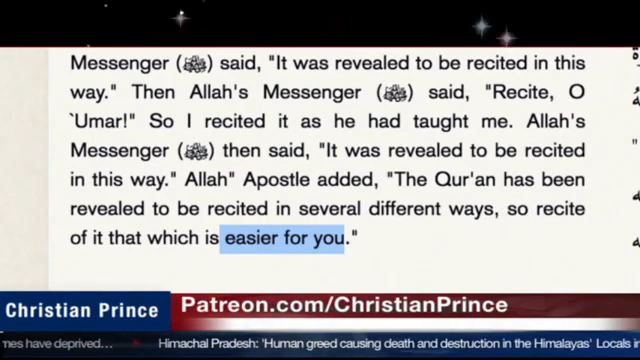 Messenger (ﷺ) said, "It was revealed to be recited in this
way." Then Allah's Messenger (ﷺ) said, "Recite, O
`Umar!" So I recited it as he had taught me. Allah's
Messenger (ﷺ) then said, "It was revealed to be recited
in this way." Allah" Apostle added, "The Qur'an has been
revealed to be recited in several different ways, so recite
of it that which is easier for you."
Christian Prince
Patreon.com/ChristianPrince
mes have deprived…
Himachal Pradesh: 'Human greed causing death and destruction in the Himalayas' Locals i